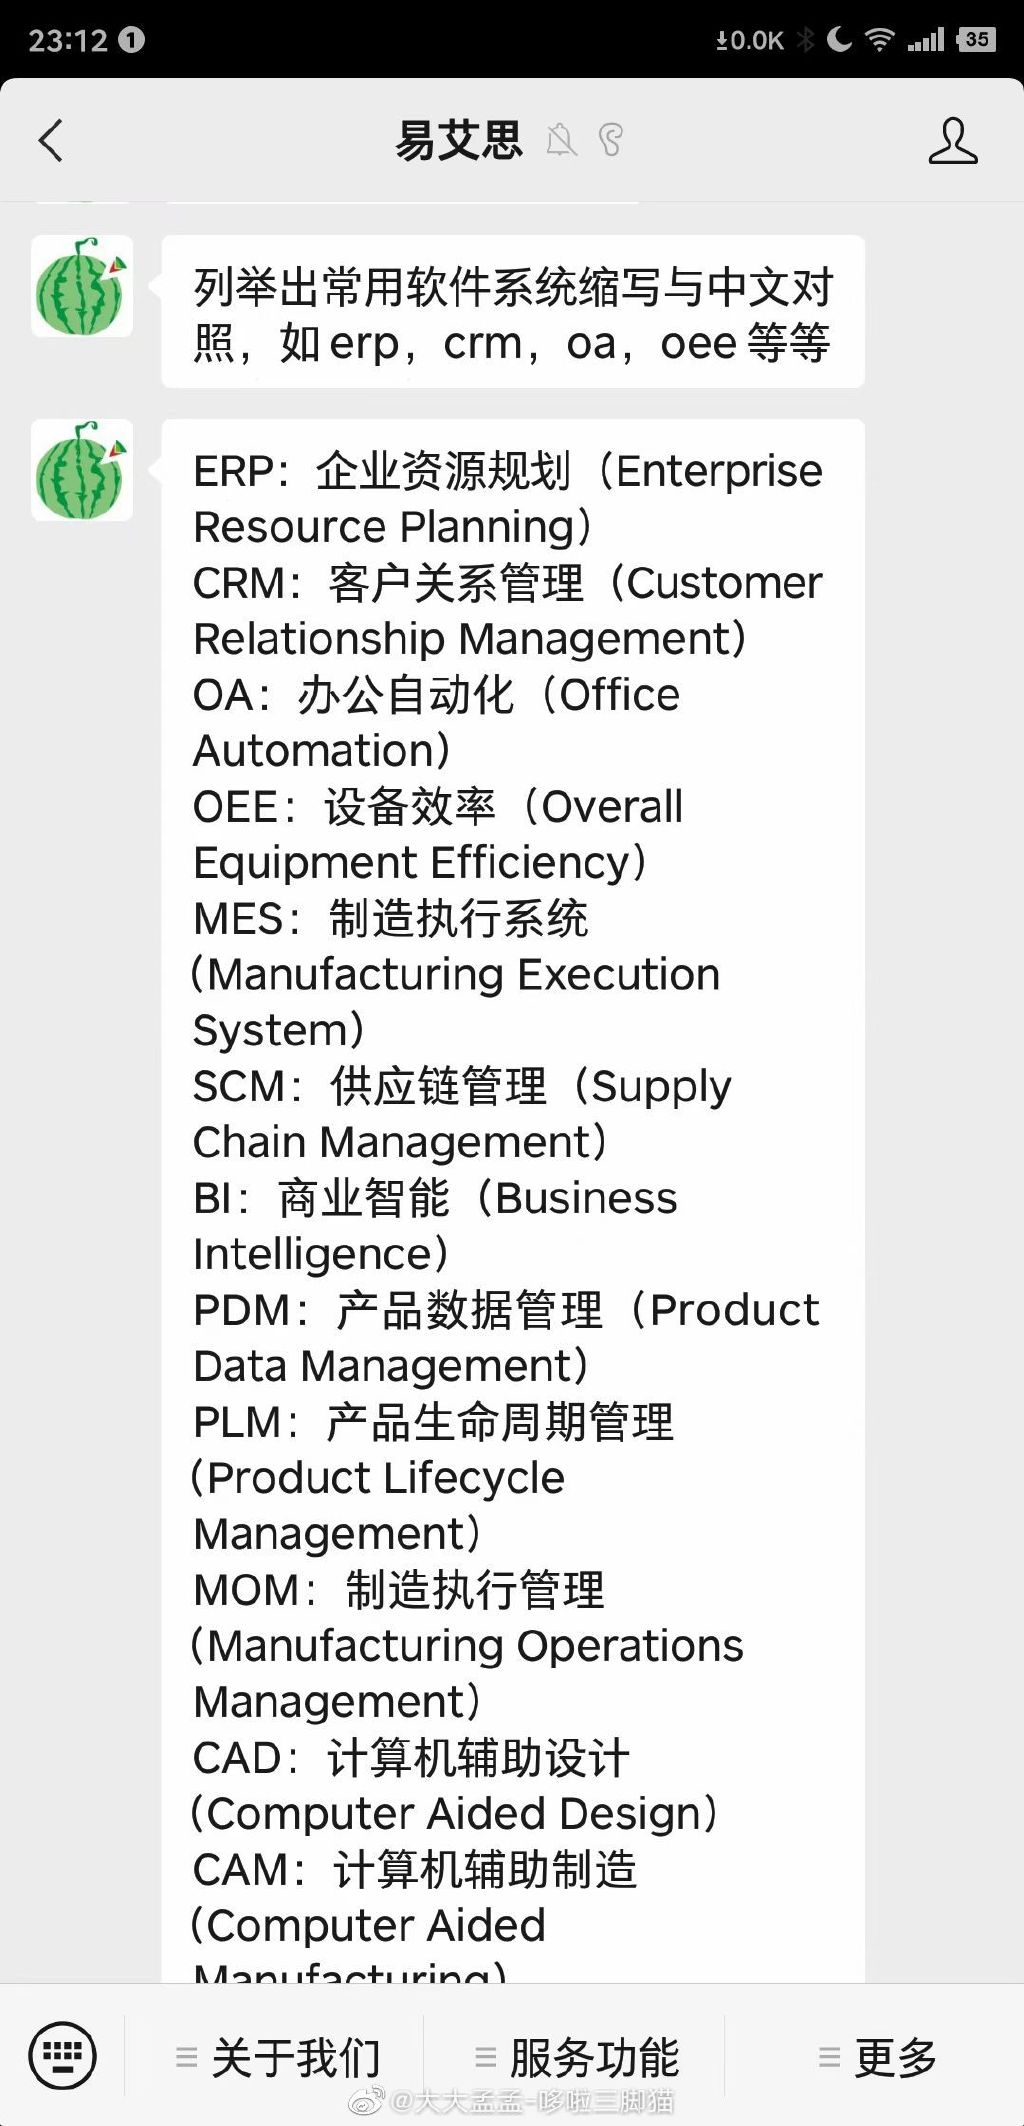 23:12 1 0.0K 35
易艾思
列举出常用软件系统缩写与中文对
照，如erp，crm，oa，oee等等
ERP：企业资源规划（Enterprise
Resource Planning）
CRM：客户关系管理（Customer
Relationship Management）
OA：办公自动化（Office
Automation）
OEE：设备效率（Overall
Equipment Efficiency）
MES：制造执行系统
（Manufacturing Execution
System）
SCM：供应链管理（Supply
Chain Management）
BI：商业智能（Business
Intelligence）
PDM：产品数据管理（Product
Data Management）
PLM：产品生命周期管理
（Product Lifecycle
Management）
MOM：制造执行管理
（Manufacturing Operations
Management）
CAD：计算机辅助设计
（Computer Aided Design）
CAM：计算机辅助制造
（Computer Aided
Manufacturing）
关于我们 服务功能 更多
@大大孟孟-哆啦三脚猫